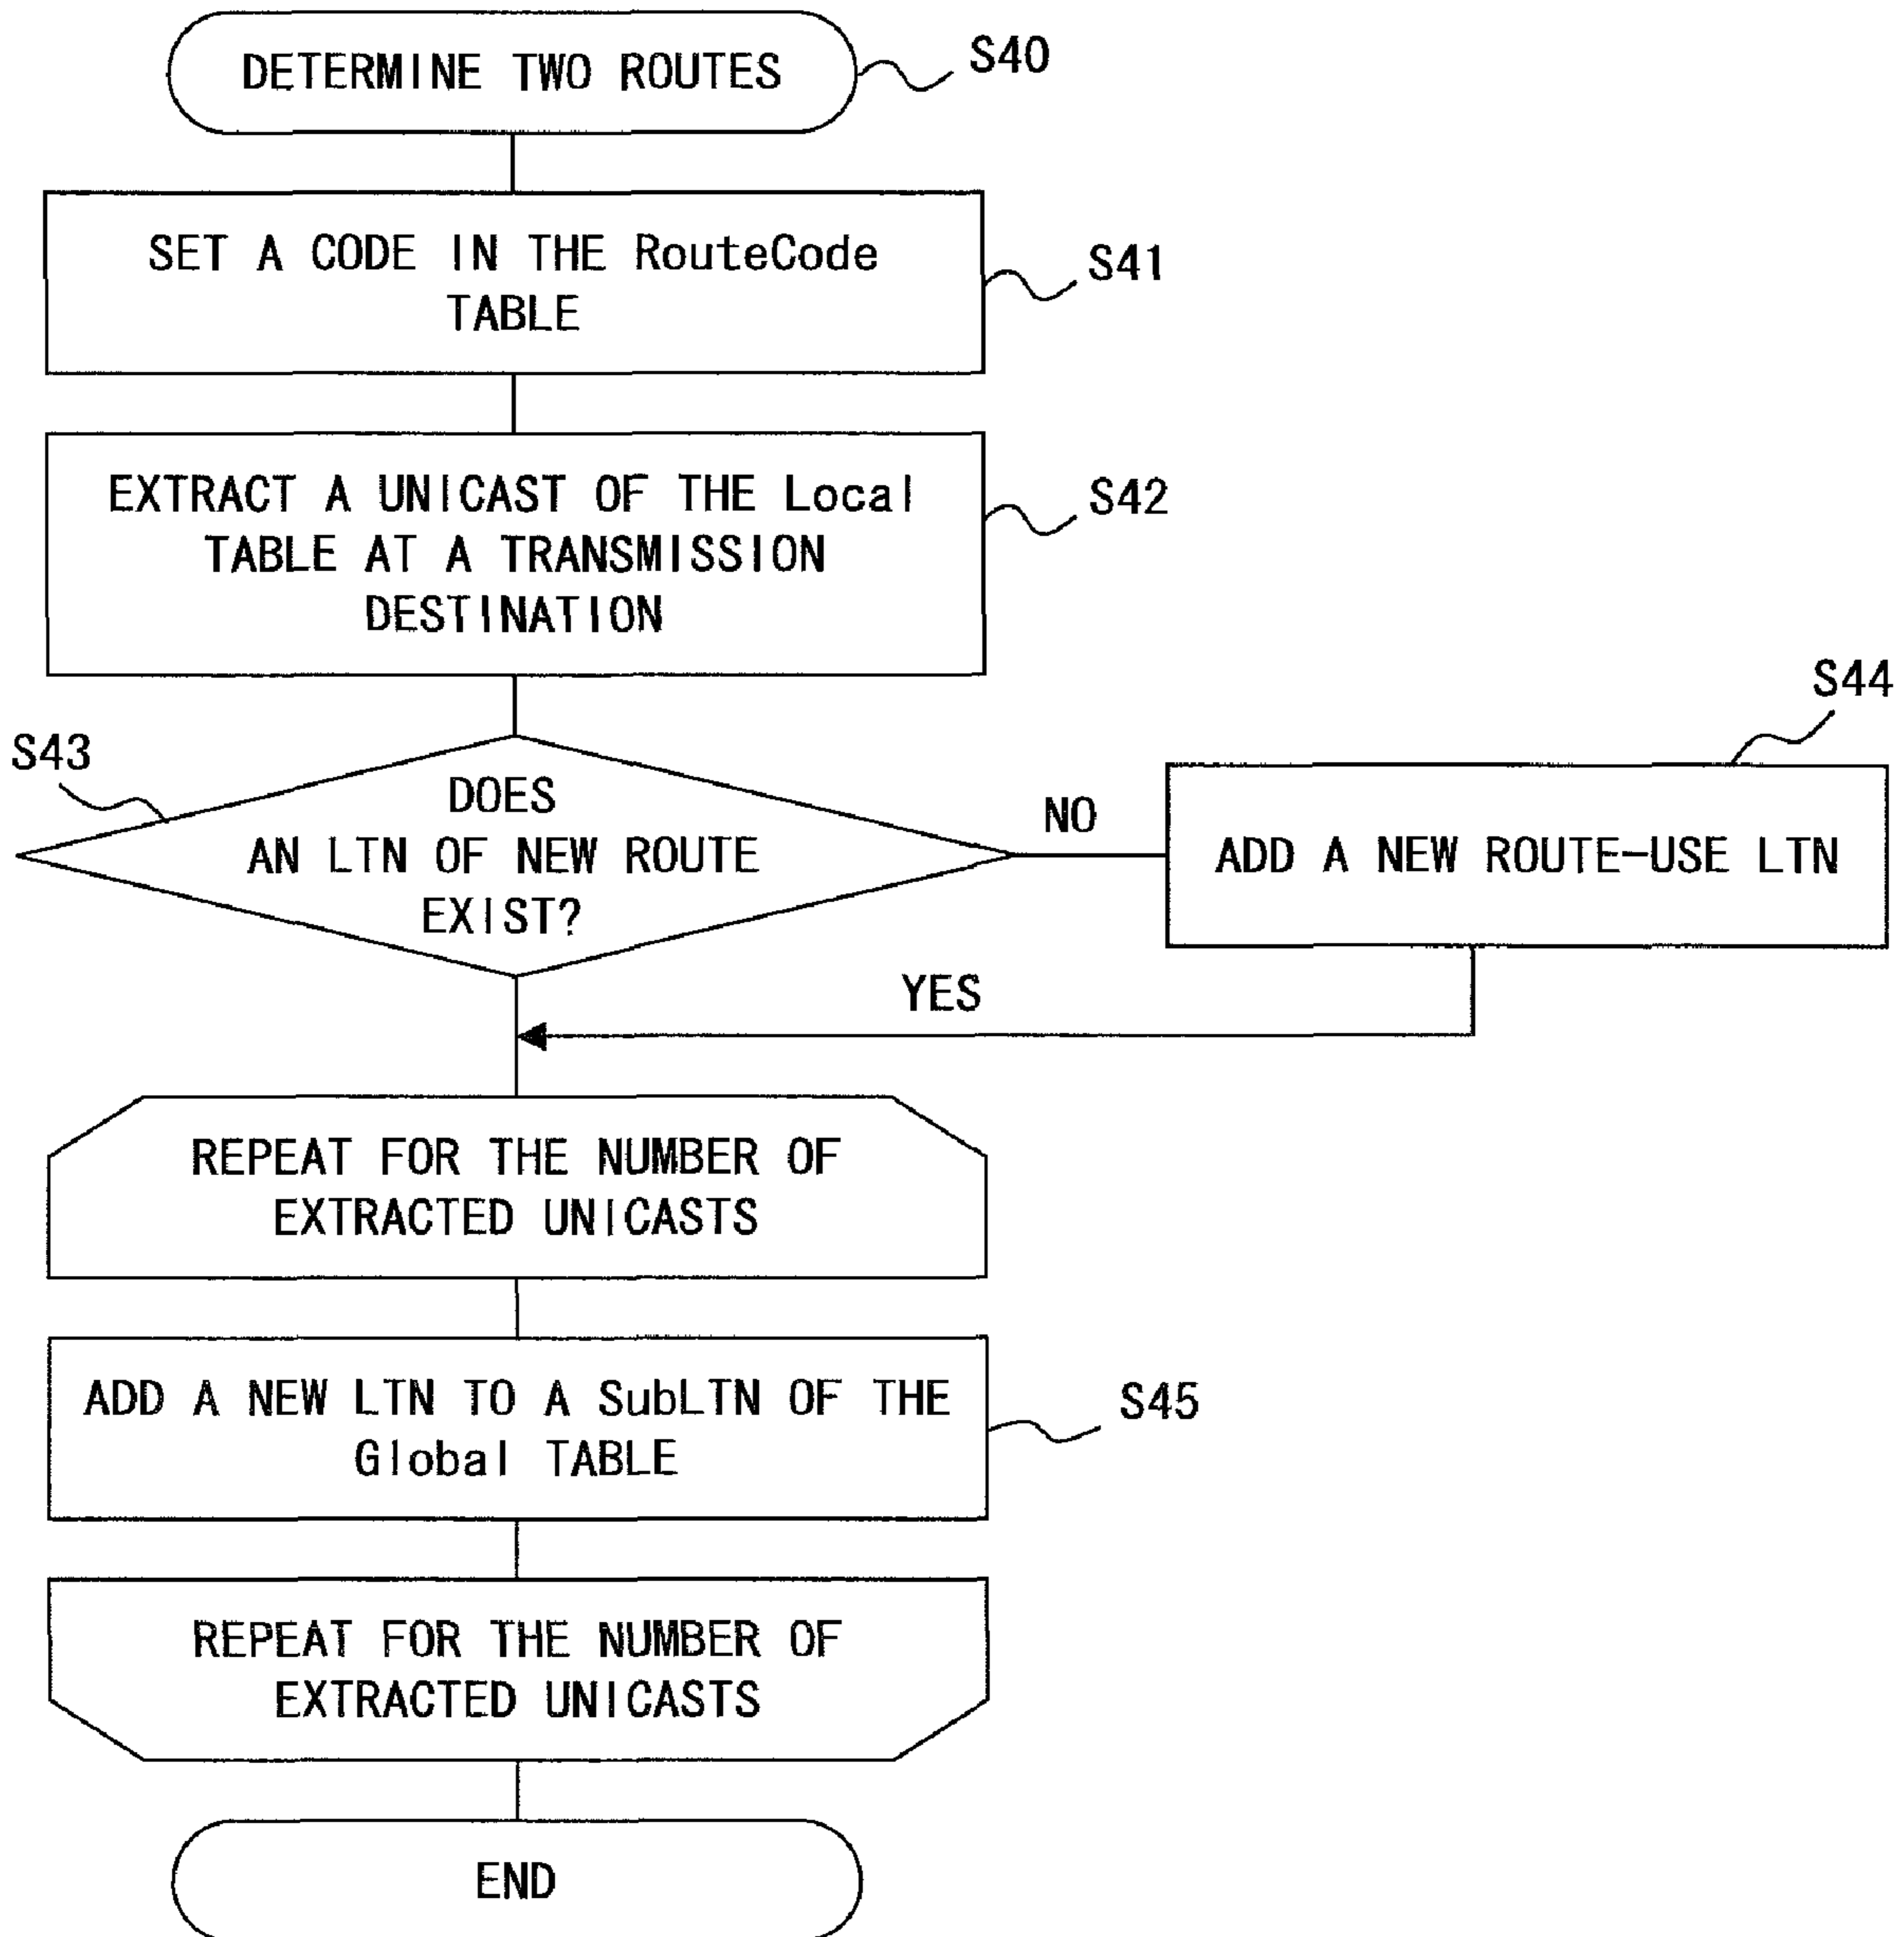 DETERMINE TWO ROUTES
S40
SET A CODE IN THE RouteCode
TABLE
S41
EXTRACT A UNICAST OF THE Local
TABLE AT A TRANSMISSION
DESTINATION
S42
S43
DOES
AN LTN OF NEW ROUTE
EXIST?
NO
S44
ADD A NEW ROUTE-USE LTN
YES
REPEAT FOR THE NUMBER OF
EXTRACTED UNICASTS
ADD A NEW LTN TO A SubLTN OF THE
Global TABLE
S45
REPEAT FOR THE NUMBER OF
EXTRACTED UNICASTS
END